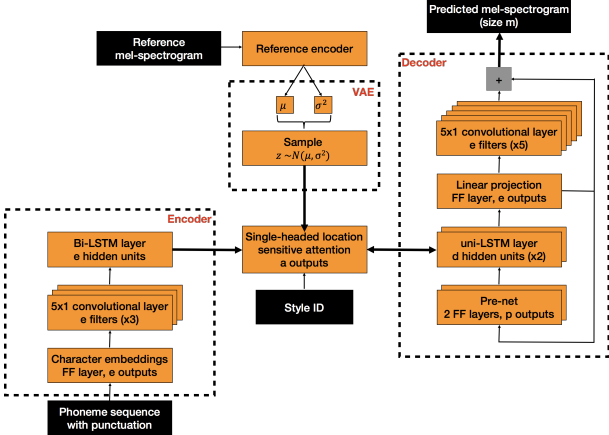 Predicted mel-spectrogram
(size m)
Reference
mel-spectrogram
Reference encoder
Decoder
+
VAE
μ
σ²
5x1 convolutional layer
e filters (x5)
Sample
z ~N(μ, σ²)
Linear projection
FF layer, e outputs
Encoder
Bi-LSTM layer
e hidden units
Single-headed location
sensitive attention
a outputs
uni-LSTM layer
d hidden units (x2)
5x1 convolutional layer
e filters (x3)
Style ID
Pre-net
2 FF layers, p outputs
Character embeddings
FF layer, e outputs
Phoneme sequence
with punctuation